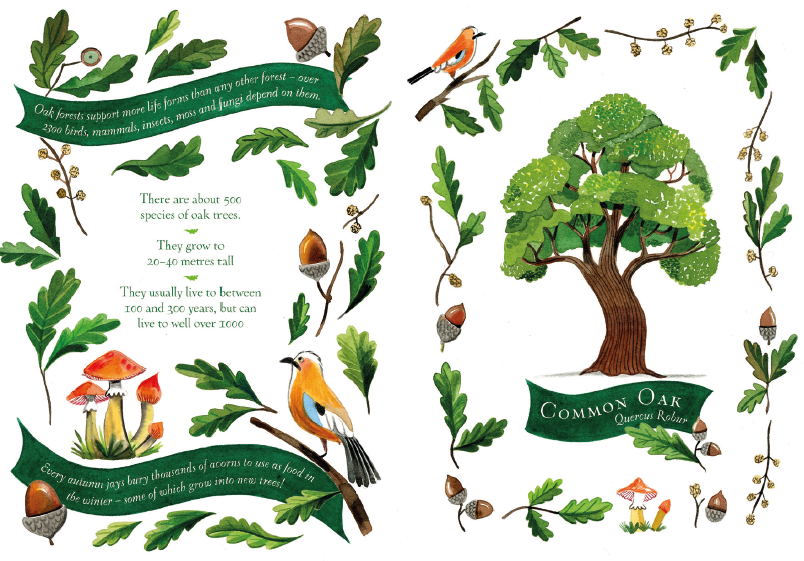 Oak forests support more life forms than any other forest – over
2300 birds, mammals, insects, moss and fungi depend on them.
There are about 500
species of oak trees.
They grow to
20–40 metres tall
They usually live to between
100 and 300 years, but can
live to well over 1000
Every autumn jays bury thousands of acorns to use as food in
the winter – some of which grow into new trees!
Common Oak
Quercus Robur